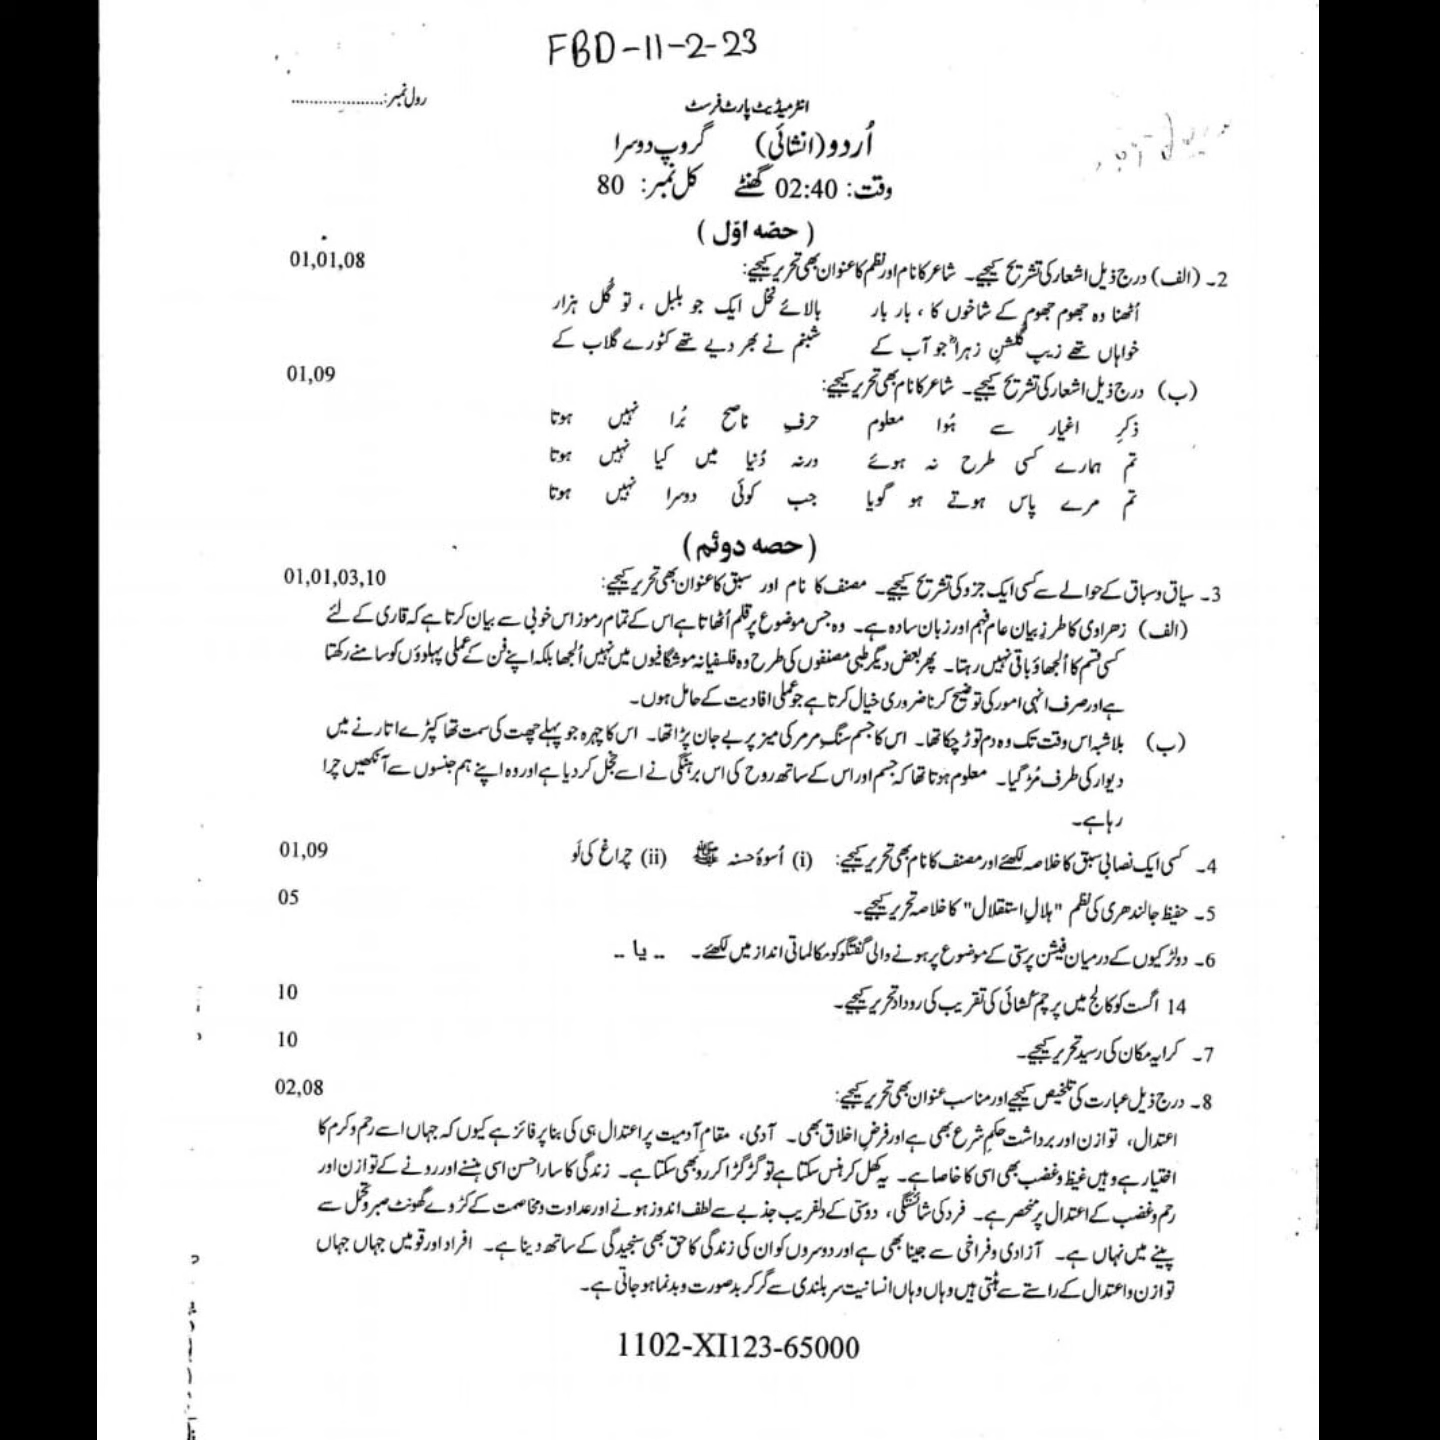 FBD-11-2-23
رول نمبر:....................
انٹرمیڈیٹ پارٹ فرسٹ
اُردو (انشائی) گروپ دوسرا
وقت: 02:40 گھنٹے کل نمبر: 80
( حصّہ اوّل )
2۔ (الف) درج ذیل اشعار کی تشریح کیجیے۔ شاعر کا نام اور نظم کا عنوان بھی تحریر کیجیے: 01,01,08
اُٹھنا وہ جھوم جھوم کے شاخوں کا ، بار بار بالائے نخل ایک جو بلبل ، تو گُل ہزار
خواہاں تھے زیبِ گلشنِ زہراؓ جو آب کے شبنم نے بھر دیے تھے کٹورے گلاب کے
(ب) درج ذیل اشعار کی تشریح کیجیے۔ شاعر کا نام بھی تحریر کیجیے: 01,09
ذکرِ اغیار سے ہُوا معلوم حرفِ ناصح بُرا نہیں ہوتا
تم ہمارے کسی طرح نہ ہوئے ورنہ دُنیا میں کیا نہیں ہوتا
تم مرے پاس ہوتے ہو گویا جب کوئی دوسرا نہیں ہوتا
( حصہ دوئم )
3۔ سیاق و سباق کے حوالے سے کسی ایک جزو کی تشریح کیجیے۔ مصنف کا نام اور سبق کا عنوان بھی تحریر کیجیے: 01,01,03,10
(الف) زھراوی کا طرزِ بیان عام فہم اور زبان سادہ ہے۔ وہ جس موضوع پر قلم اُٹھاتا ہے اس کے تمام رموز اس خوبی سے بیان کرتا ہے کہ قاری کے لئے
کسی قسم کا اُلجھاؤ باقی نہیں رہتا۔ پھر بعض دیگر طبی مصنفوں کی طرح وہ فلسفیانہ موشگافیوں میں نہیں اُلجھا بلکہ اپنے فن کے عملی پہلوؤں کو سامنے رکھتا
ہے اور صرف انہی امور کی توضیح کرنا ضروری خیال کرتا ہے جو عملی افادیت کے حامل ہوں۔
(ب) بلاشبہ اس وقت تک وہ دم توڑ چکا تھا۔ اس کا جسم سنگِ مرمر کی میز پر بے جان پڑا تھا۔ اس کا چہرہ جو پہلے چھت کی سمت تھا کپڑے اتارنے میں
دیوار کی طرف مُڑ گیا۔ معلوم ہوتا تھا کہ جسم اور اس کے ساتھ روح کی اس برہنگی نے اسے خجل کر دیا ہے اور وہ اپنے ہم جنسوں سے آنکھیں چرا
رہا ہے۔
4۔ کسی ایک نصابی سبق کا خلاصہ لکھئے اور مصنف کا نام بھی تحریر کیجیے: (i) اُسوۂ حسنہ ﷺ (ii) چراغ کی لَو 01,09
5۔ حفیظ جالندھری کی نظم "ہلالِ استقلال" کا خلاصہ تحریر کیجیے۔ 05
6۔ دو لڑکیوں کے درمیان فیشن پرستی کے موضوع پر ہونے والی گفتگو کو مکالماتی انداز میں لکھئے۔ -- یا --
14 اگست کو کالج میں پرچم کشائی کی تقریب کی روداد تحریر کیجیے۔ 10
7۔ کرایہ مکان کی رسید تحریر کیجیے۔ 10
8۔ درج ذیل عبارت کی تلخیص کیجیے اور مناسب عنوان بھی تحریر کیجیے: 02,08
اعتدال، توازن اور برداشت حکمِ شرع بھی ہے اور فرضِ اخلاق بھی۔ آدمی، مقامِ آدمیت پر اعتدال ہی کی بنا پر فائز ہے کیوں کہ جہاں اسے رحم و کرم کا
اختیار ہے وہیں غیظ و غضب بھی اسی کا خاصا ہے۔ یہ کھل کر ہنس سکتا ہے تو گڑگڑا کر رو بھی سکتا ہے۔ زندگی کا سارا حسن اسی ہنسنے اور رونے کے توازن اور
رحم و غضب کے اعتدال پر منحصر ہے۔ فرد کی شائستگی، دوستی کے دلفریب جذبے سے لطف اندوز ہونے اور عداوت و مخاصمت کے کڑوے گھونٹ صبر و تحمل سے
پینے میں نہاں ہے۔ آزادی و فراخی سے جینا بھی ہے اور دوسروں کو ان کی زندگی کا حق بھی سنجیدگی کے ساتھ دینا ہے۔ افراد اور قومیں جہاں جہاں
توازن و اعتدال کے راستے سے ہٹتی ہیں وہاں وہاں انسانیت سربلندی سے گر کر بدصورت و بدنما ہو جاتی ہے۔
1102-XI123-65000